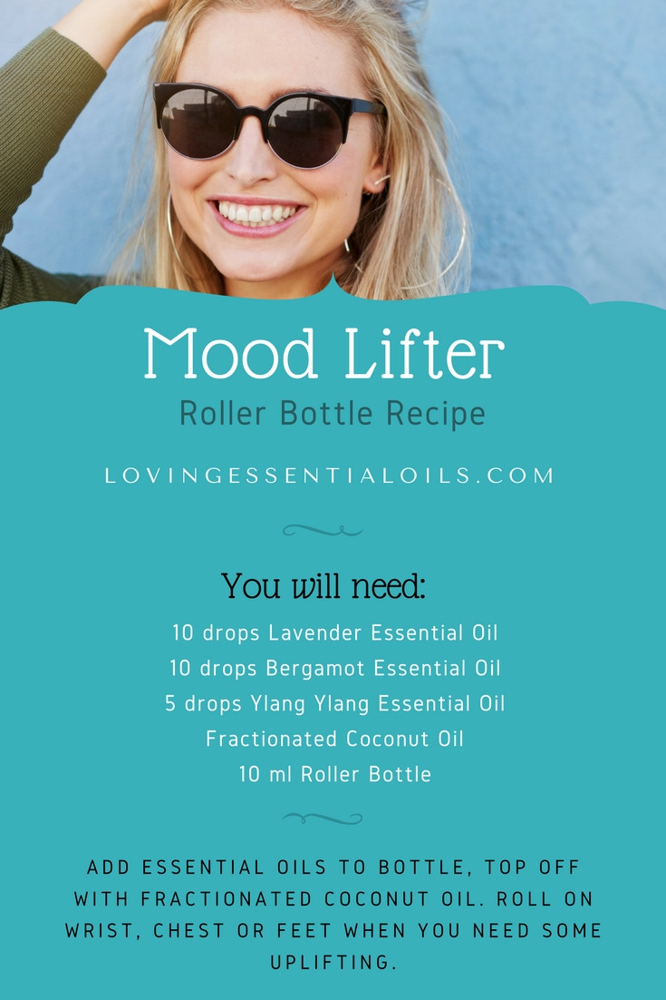 Mood Lifter
Roller Bottle Recipe
LOVINGESSENTIALOILS.COM
You will need:
10 drops Lavender Essential Oil
10 drops Bergamot Essential Oil
5 drops Ylang Ylang Essential Oil
Fractionated Coconut Oil
10 ml Roller Bottle
ADD ESSENTIAL OILS TO BOTTLE, TOP OFF
WITH FRACTIONATED COCONUT OIL. ROLL ON
WRIST, CHEST OR FEET WHEN YOU NEED SOME
UPLIFTING.